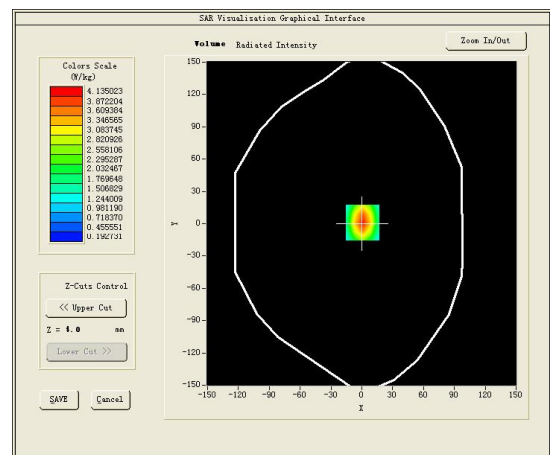 SAR Visualisation Graphical Interface
Volume Radiated Intensity
Zoom In/Out
Colors Scale
(W/kg)
4.135023
3.872204
3.609384
3.346565
3.083745
2.820926
2.558106
2.295287
2.032467
1.769648
1.506829
1.244009
0.981190
0.718370
0.455551
0.192731
Z-Cuts Control
<< Upper Cut
Z = 4.0 mm
Lower Cut >>
SAVE
Cancel
150
120
90
60
30
0
-30
-60
-90
-120
-150
Y
-150 -120 -90 -60 -30 0 30 60 90 120 150
X